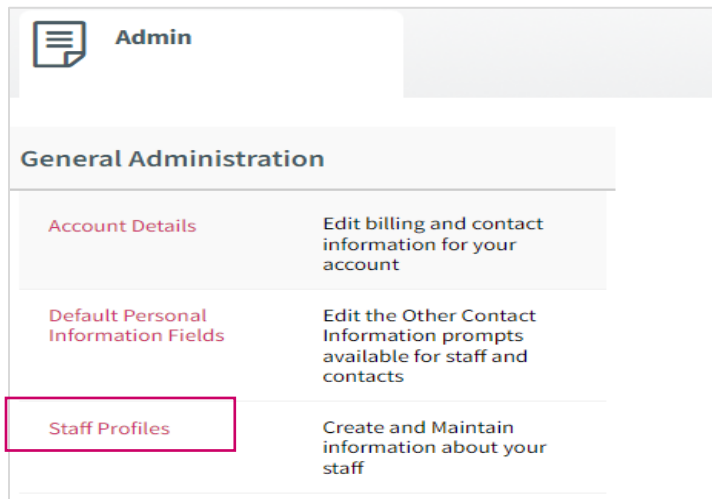 Admin
General Administration
Account Details
Edit billing and contact
information for your
account
Default Personal
Information Fields
Edit the Other Contact
Information prompts
available for staff and
contacts
Staff Profiles
Create and Maintain
information about your
staff